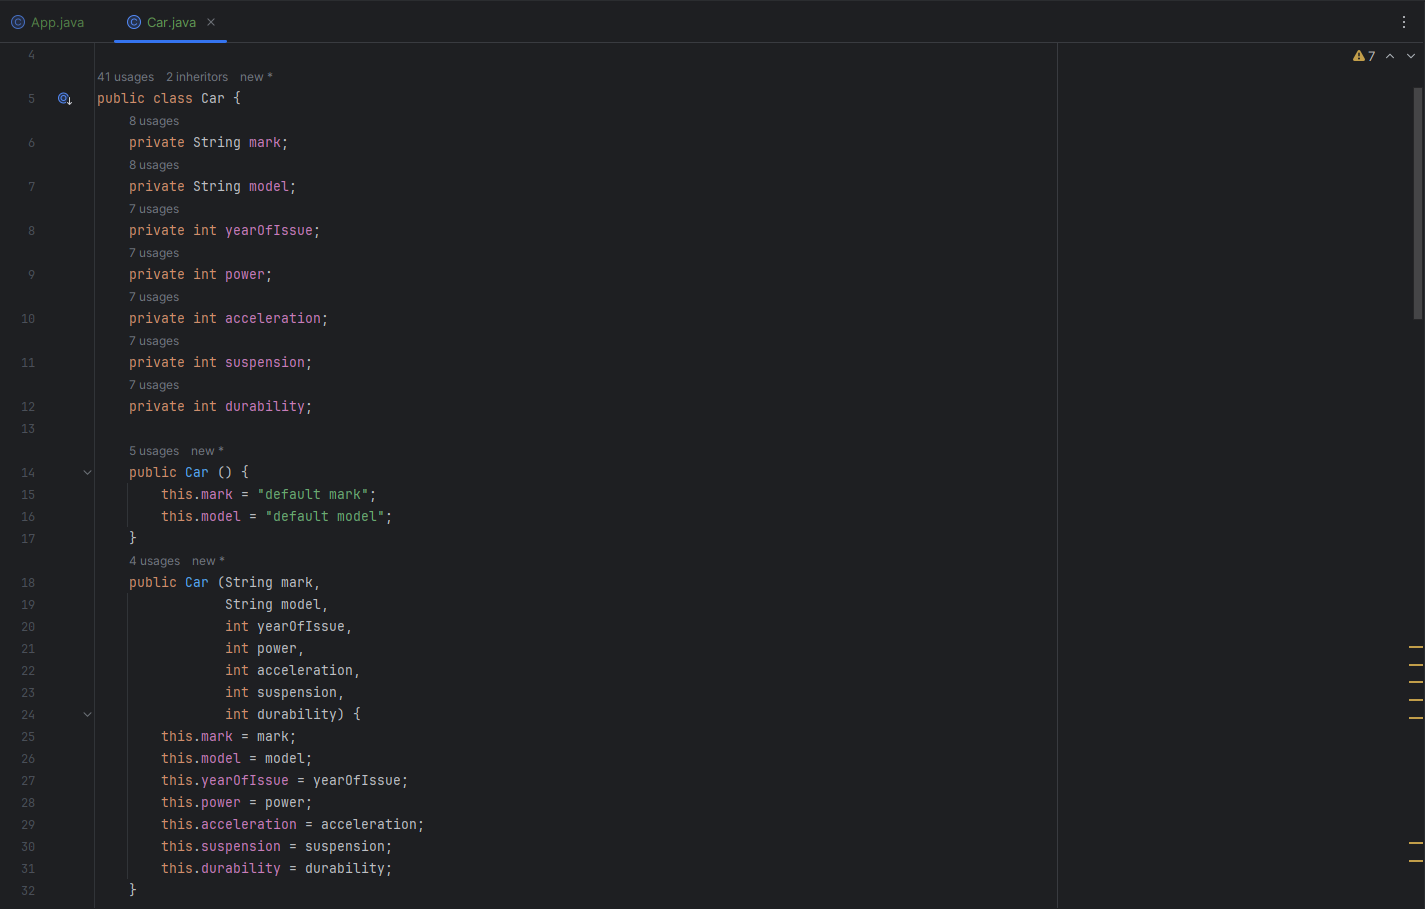 App.java Car.java
4 7
41 usages 2 inheritors new *
5 public class Car {
8 usages
6 private String mark;
8 usages
7 private String model;
7 usages
8 private int yearOfIssue;
7 usages
9 private int power;
7 usages
10 private int acceleration;
7 usages
11 private int suspension;
7 usages
12 private int durability;
13
5 usages new *
14 public Car () {
15 this.mark = "default mark";
16 this.model = "default model";
17 }
4 usages new *
18 public Car (String mark,
19 String model,
20 int yearOfIssue,
21 int power,
22 int acceleration,
23 int suspension,
24 int durability) {
25 this.mark = mark;
26 this.model = model;
27 this.yearOfIssue = yearOfIssue;
28 this.power = power;
29 this.acceleration = acceleration;
30 this.suspension = suspension;
31 this.durability = durability;
32 }